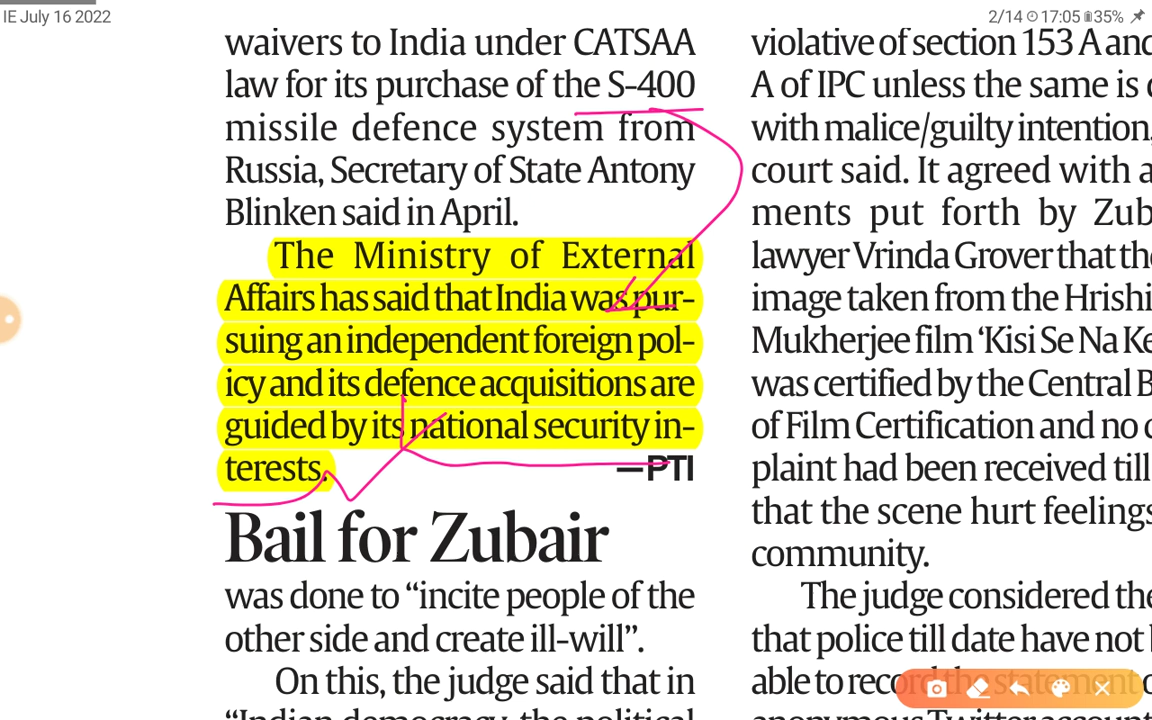 IE July 16 2022
2/14 17:05 35%
waivers to India under CATSAA
law for its purchase of the S-400
missile defence system from
Russia, Secretary of State Antony
Blinken said in April.
The Ministry of External
Affairs has said that India was pur-
suing an independent foreign pol-
icy and its defence acquisitions are
guided by its national security in-
terests. —PTI
Bail for Zubair
was done to “incite people of the
other side and create ill-will”.
On this, the judge said that in
“Indian democracy, the political
violative of section 153 A and
A of IPC unless the same is
with malice/guilty intention,
court said. It agreed with a
ments put forth by Zub
lawyer Vrinda Grover that the
image taken from the Hrishi
Mukherjee film ‘Kisi Se Na Ke
was certified by the Central B
of Film Certification and no c
plaint had been received till
that the scene hurt feelings
community.
The judge considered the
that police till date have not
able to record the statement o
anonymous Twitter account